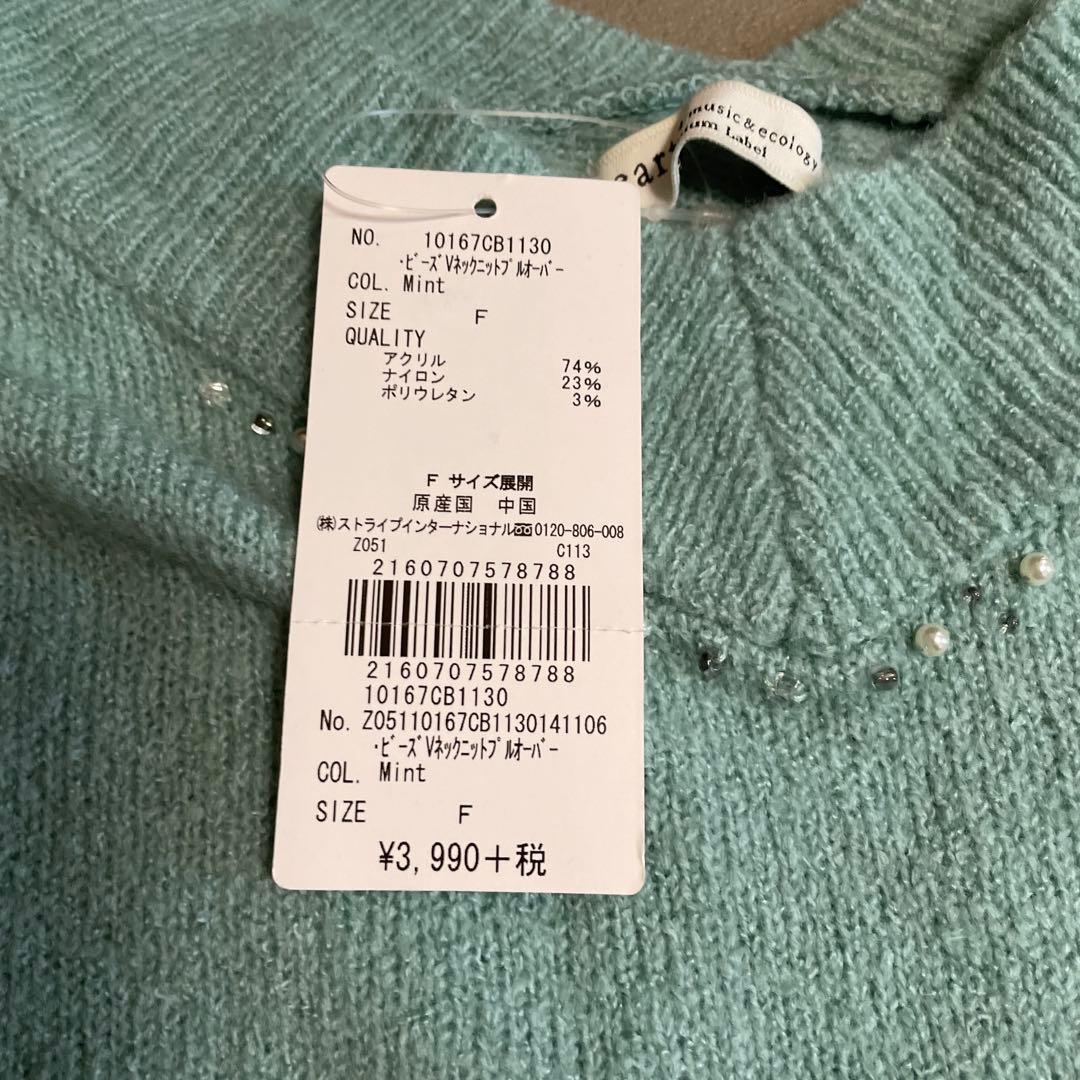 music&ecology
Label
NO. 10167CB1130
・ビーズVネックニットプルオーバー
COL. Mint
SIZE F
QUALITY
アクリル 74%
ナイロン 23%
ポリウレタン 3%
F サイズ展開
原産国 中国
㈱ストライプインターナショナル 0120-806-008
Z051 C113
2160707578788
2160707578788
10167CB1130
No. Z05110167CB1130141106
・ビーズVネックニットプルオーバー
COL. Mint
SIZE F
¥3,990+税